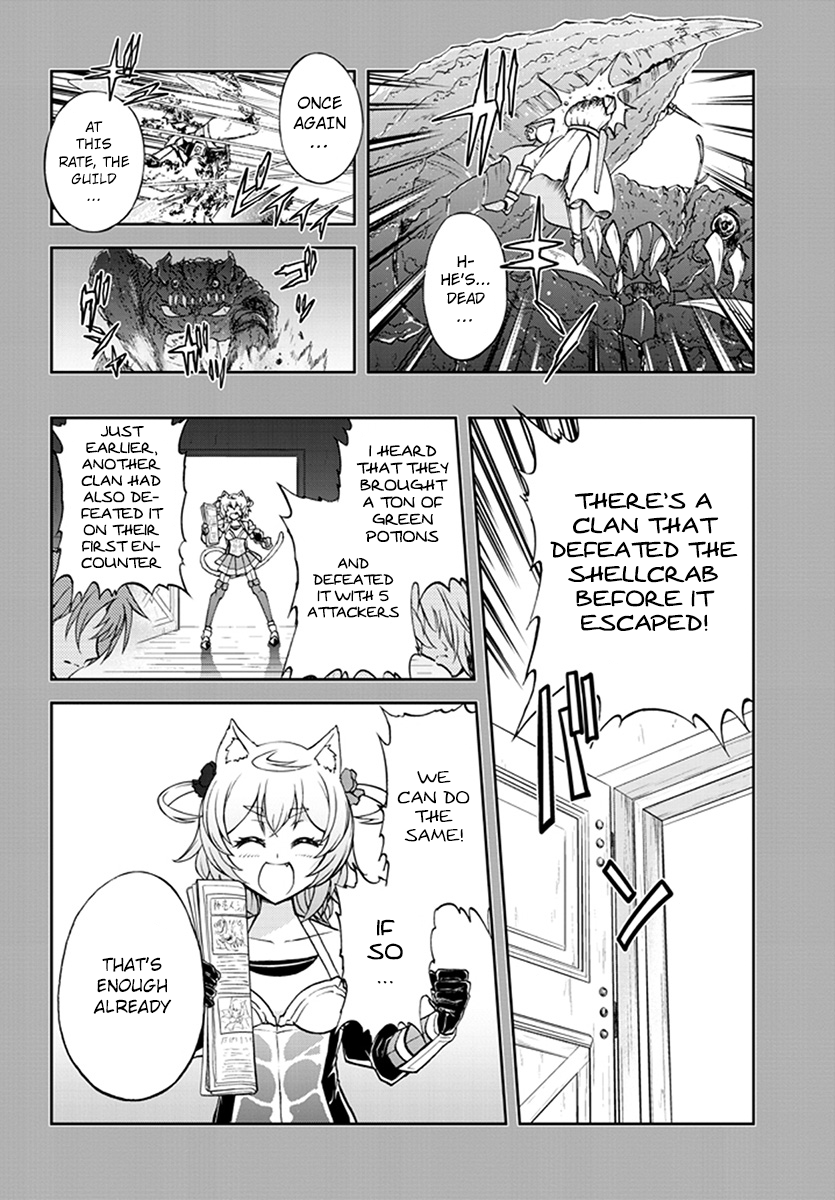 H-
HE'S...
DEAD
...
ONCE
AGAIN
...
AT
THIS
RATE, THE
GUILD
...
THERE'S A
CLAN THAT
DEFEATED THE
SHELLCRAB
BEFORE IT
ESCAPED!
I HEARD
THAT THEY
BROUGHT
A TON OF
GREEN
POTIONS
AND
DEFEATED
IT WITH 5
ATTACKERS
JUST
EARLIER,
ANOTHER
CLAN HAD
ALSO DE-
FEATED IT
ON THEIR
FIRST EN-
COUNTER
WE
CAN DO
THE
SAME!
IF
SO
...
THAT'S
ENOUGH
ALREADY